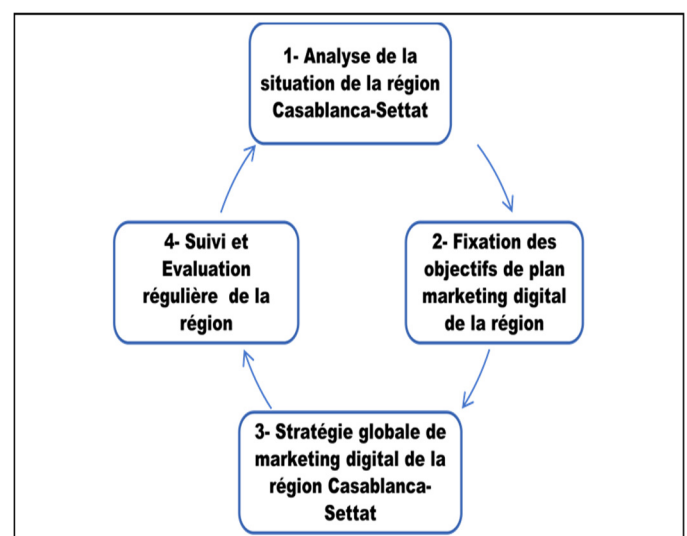 1- Analyse de la
situation de la région
Casablanca-Settat
2- Fixation des
objectifs de plan
marketing digital
de la région
3- Stratégie globale de
marketing digital de la
région Casablanca-
Settat
4- Suivi et
Evaluation
régulière de la
région